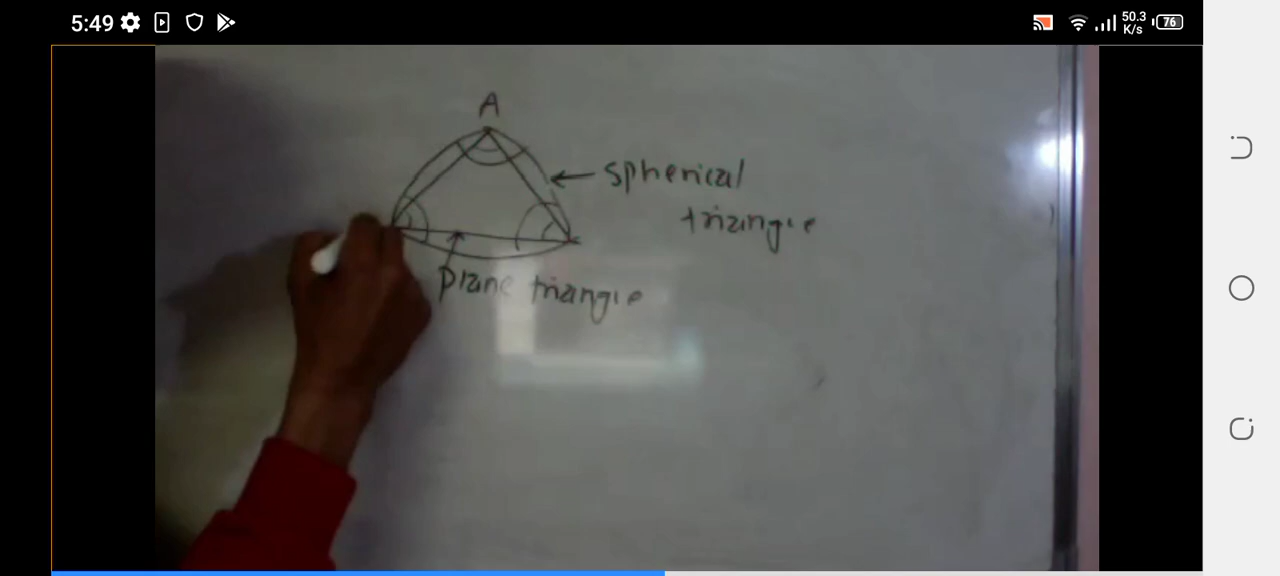 5:49
50.3
K/s
76
A
spherical
triangle
plane triangle